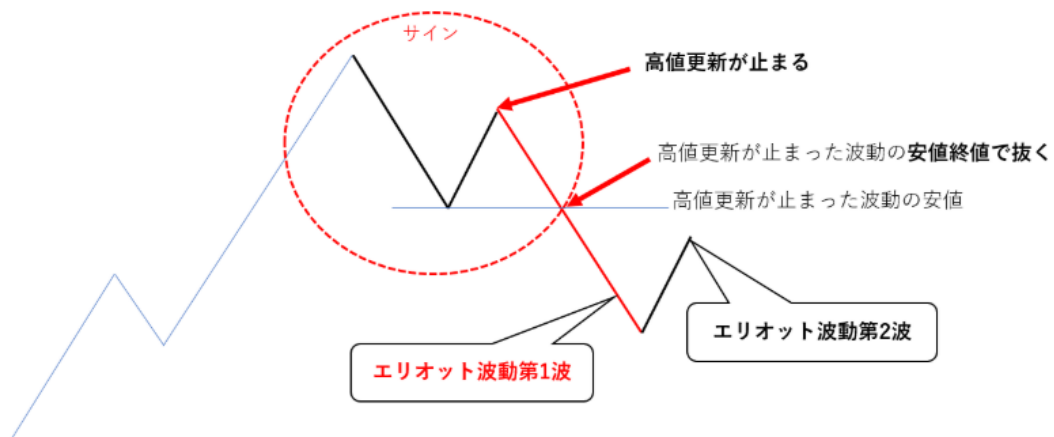 サイン
高値更新が止まる
高値更新が止まった波動の安値終値で抜く
高値更新が止まった波動の安値
エリオット波動第2波
エリオット波動第1波